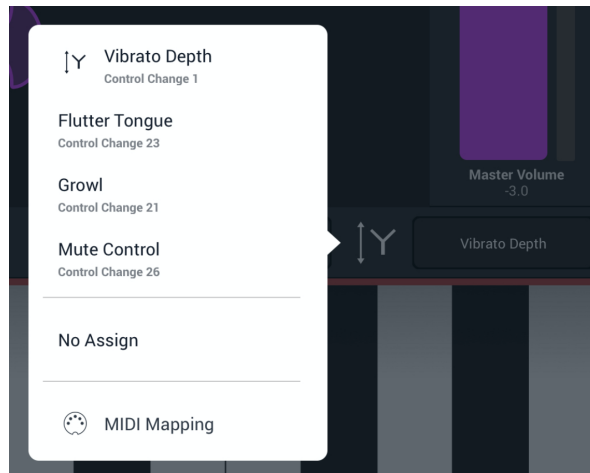 Vibrato Depth
Control Change 1
Flutter Tongue
Control Change 23
Growl
Control Change 21
Mute Control
Control Change 26
No Assign
MIDI Mapping
Master Volume
-3.0
Y
Vibrato Depth